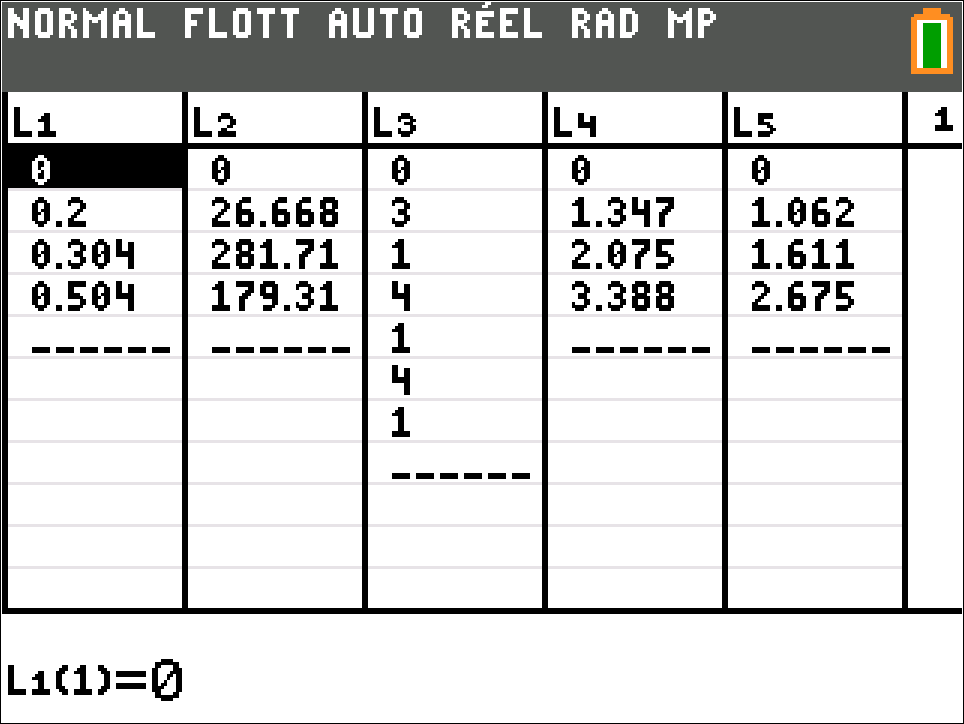 NORMAL FLOTT AUTO RÉEL RAD MP
L1 L2 L3 L4 L5 1
0 0 0 0 0
0.2 26.668 3 1.347 1.062
0.304 281.71 1 2.075 1.611
0.504 179.31 4 3.388 2.675
------ ------ 1 ------ ------
4
1
------
L1(1)=0